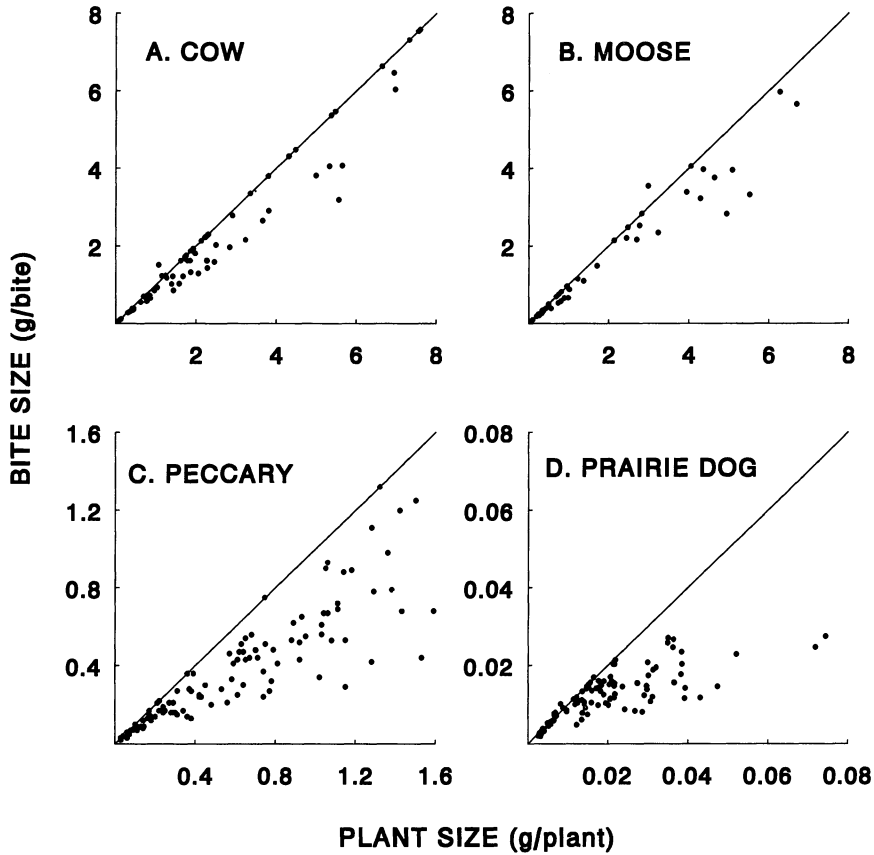 BITE SIZE (g/bite)
A. COW
8
6
4
2
2 4 6 8
B. MOOSE
8
6
4
2
2 4 6 8
C. PECCARY
1.6
1.2
0.8
0.4
0.4 0.8 1.2 1.6
D. PRAIRIE DOG
0.08
0.06
0.04
0.02
0.02 0.04 0.06 0.08
PLANT SIZE (g/plant)